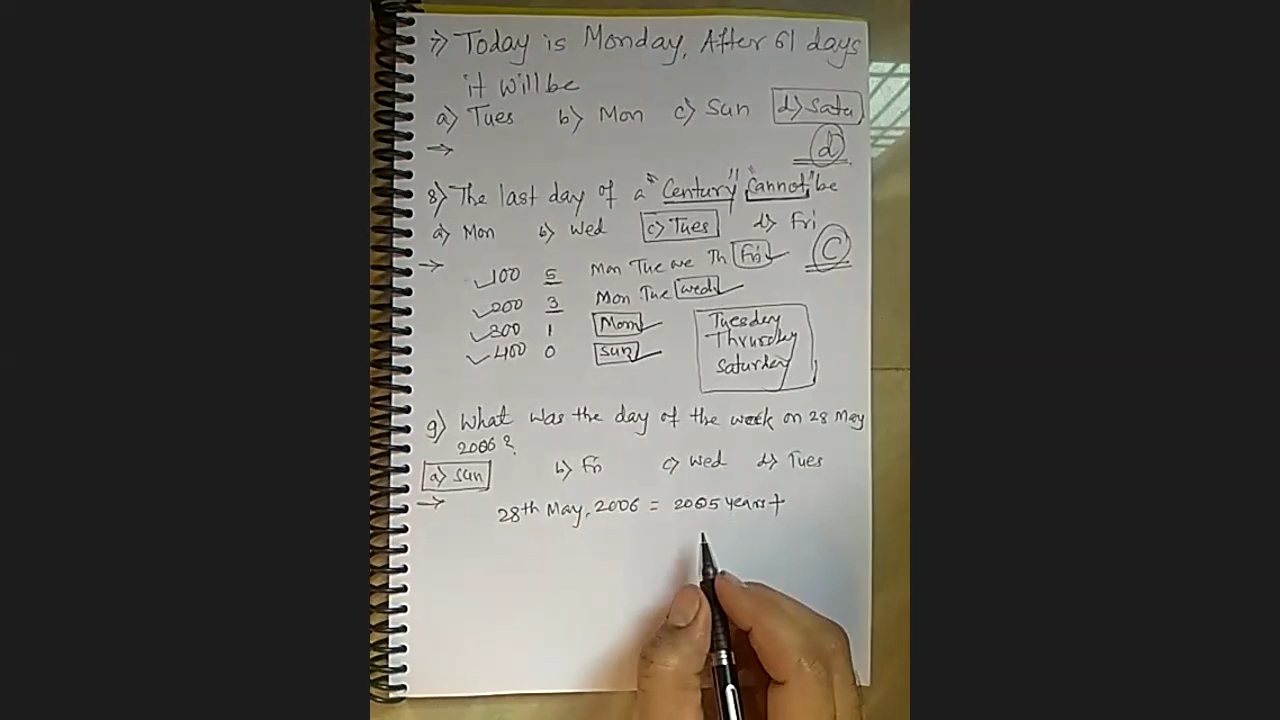 7) Today is Monday, After 61 days
it will be
a) Tues b) Mon c) Sun d) Satu
→ d
8) The last day of a "Century" "Cannot" be
a) Mon b) Wed c) Tues d) Fri
→ C
100 5 Mon Tue we Th Fri
200 3 Mon Tue wed
300 1 Mon
400 0 Sun
Tuesday
Thrusday
Saturday
9) What was the day of the week on 28 May
2006?
a) Sun b) Fri c) Wed d) Tues
→ 28th May, 2006 = 2005 years +